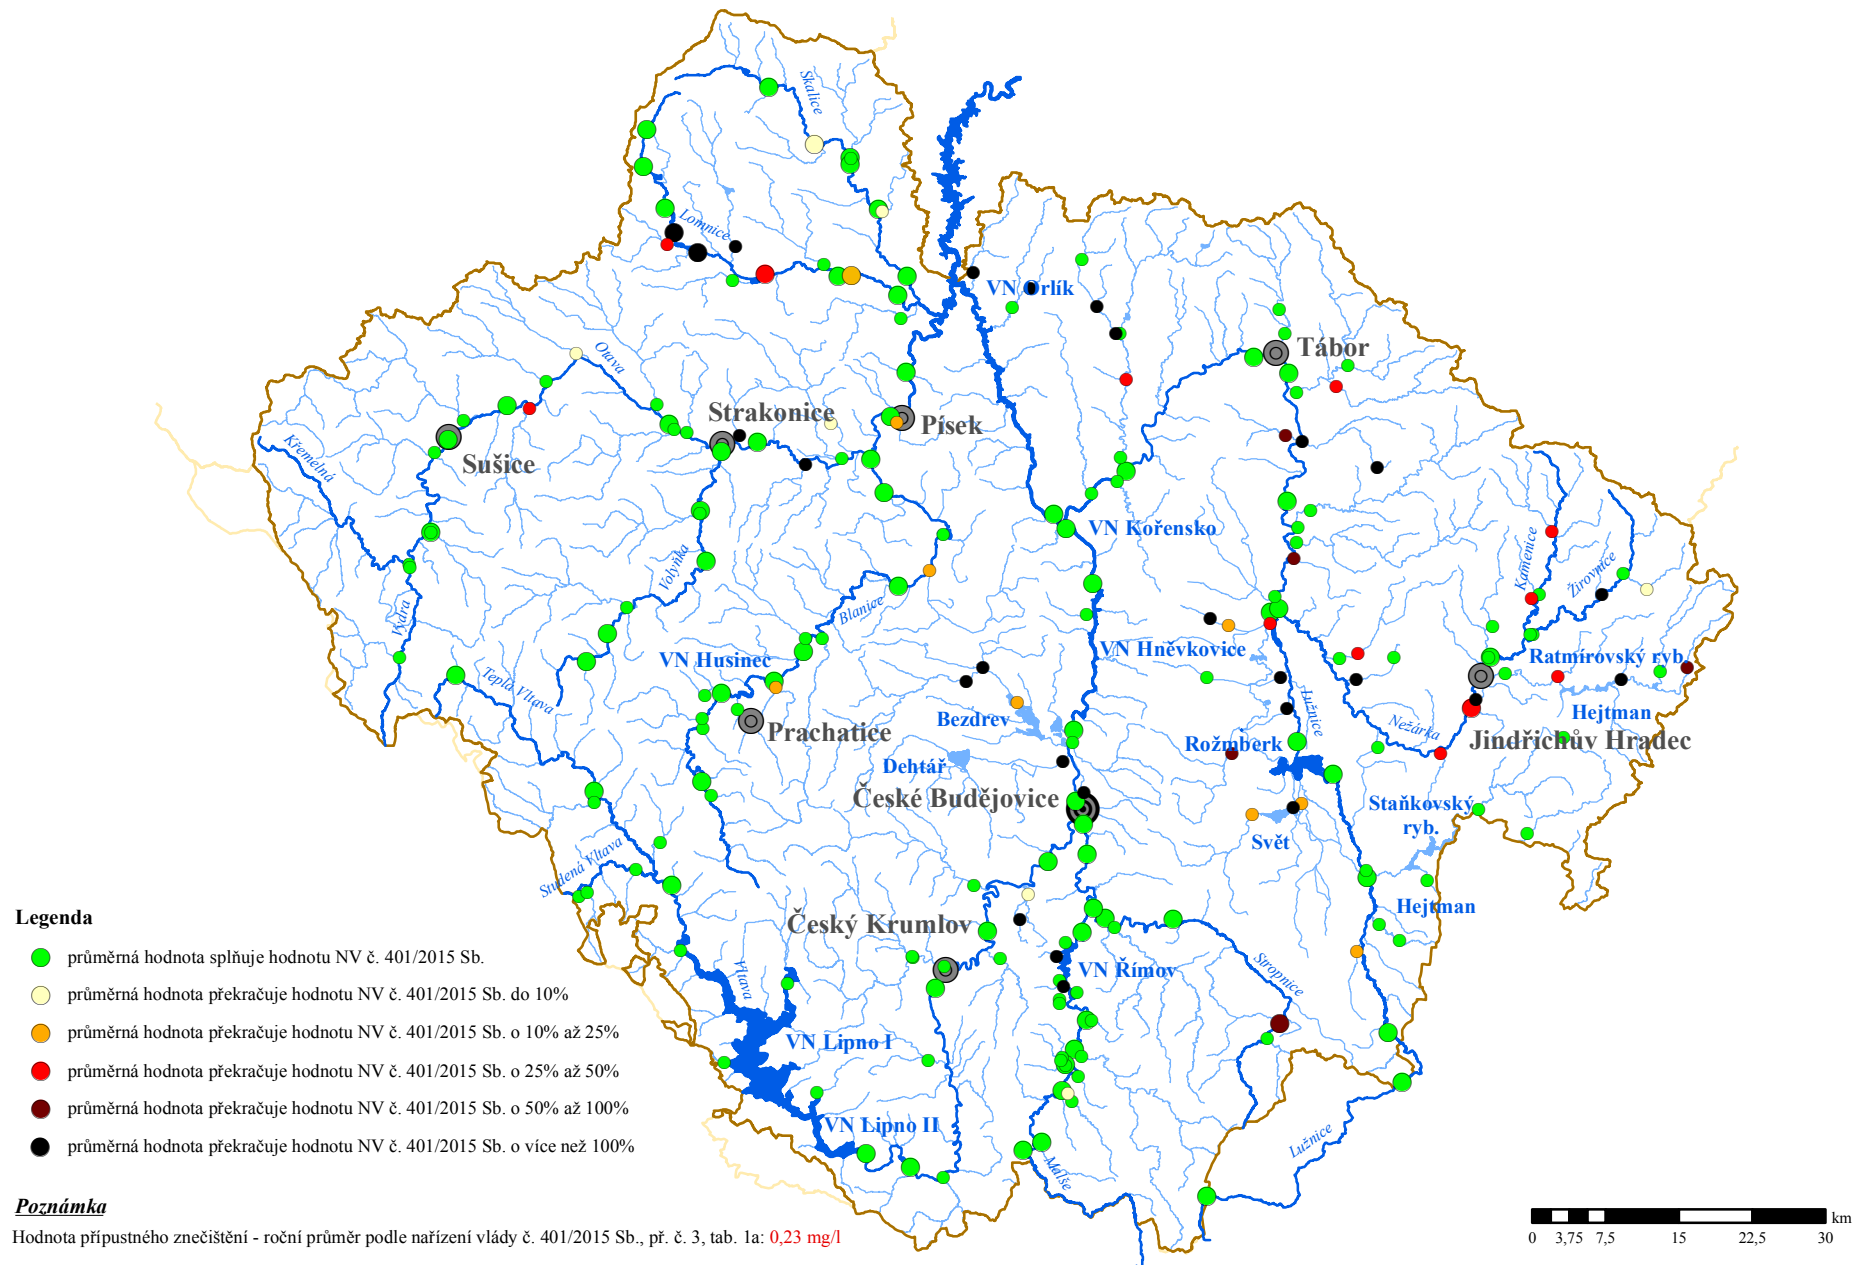 Skalice
Lomnice
VN Orlík
Tábor
Otava
Strakonice
Písek
Křemelná
Sušice
VN Kořensko
Volyňka
Kamenice
Žirovnice
Vydra
Blanice
VN Husinec
VN Hněvkovice
Ratmírovský ryb.
Teplá Vltava
Lužnice
Bezdrev
Hejtman
Prachatice
Nežárka
Rožmberk
Jindřichův Hradec
Dehtář
České Budějovice
Staňkovský
ryb.
Svět
Studená Vltava
Hejtman
Český Krumlov
Vltava
VN Římov
Stropnice
VN Lipno I
VN Lipno II
Malše
Lužnice
Legenda
průměrná hodnota splňuje hodnotu NV č. 401/2015 Sb.
průměrná hodnota překračuje hodnotu NV č. 401/2015 Sb. do 10%
průměrná hodnota překračuje hodnotu NV č. 401/2015 Sb. o 10% až 25%
průměrná hodnota překračuje hodnotu NV č. 401/2015 Sb. o 25% až 50%
průměrná hodnota překračuje hodnotu NV č. 401/2015 Sb. o 50% až 100%
průměrná hodnota překračuje hodnotu NV č. 401/2015 Sb. o více než 100%
Poznámka
Hodnota přípustného znečištění - roční průměr podle nařízení vlády č. 401/2015 Sb., př. č. 3, tab. 1a: 0,23 mg/l
km
0 3,75 7,5 15 22,5 30